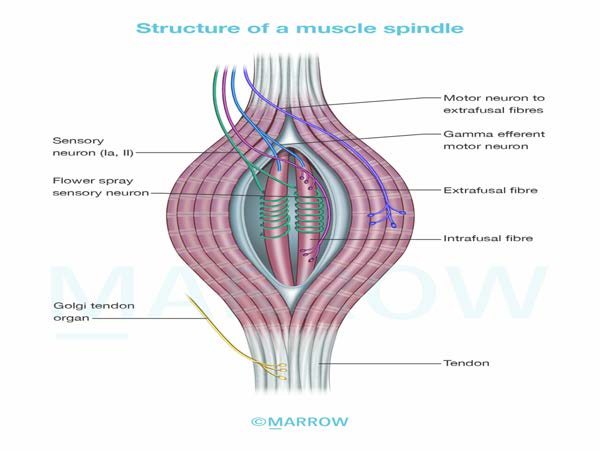 Structure of a muscle spindle
Motor neuron to
extrafusal fibres
Sensory
neuron (Ia, II)
Gamma efferent
motor neuron
Flower spray
sensory neuron
Extrafusal fibre
Intrafusal fibre
MARROW
Golgi tendon
organ
Tendon
©MARROW